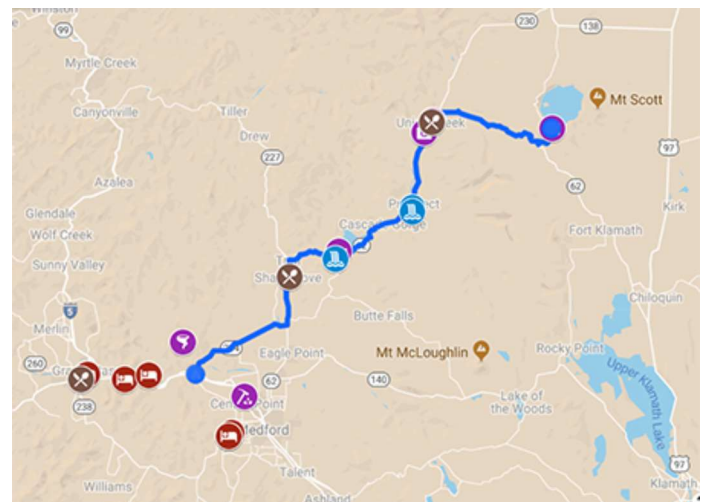 Winston
99
230
138
Glendale
Myrtle Creek
Canyonville
Tiller
Drew
227
Mt Scott
97
62
Azalea
Glendale
Wolf Creek
Sunny Valley
Kirk
Fort Klamath
Chiloquin
5
Merlin
260
238
Butte Falls
Eagle Point
Mt McLoughlin
Rocky Point
Upper Klamath Lake
62
140
Lake of
the Woods
Medford
Talent
Williams
Ashland
97
Klamath